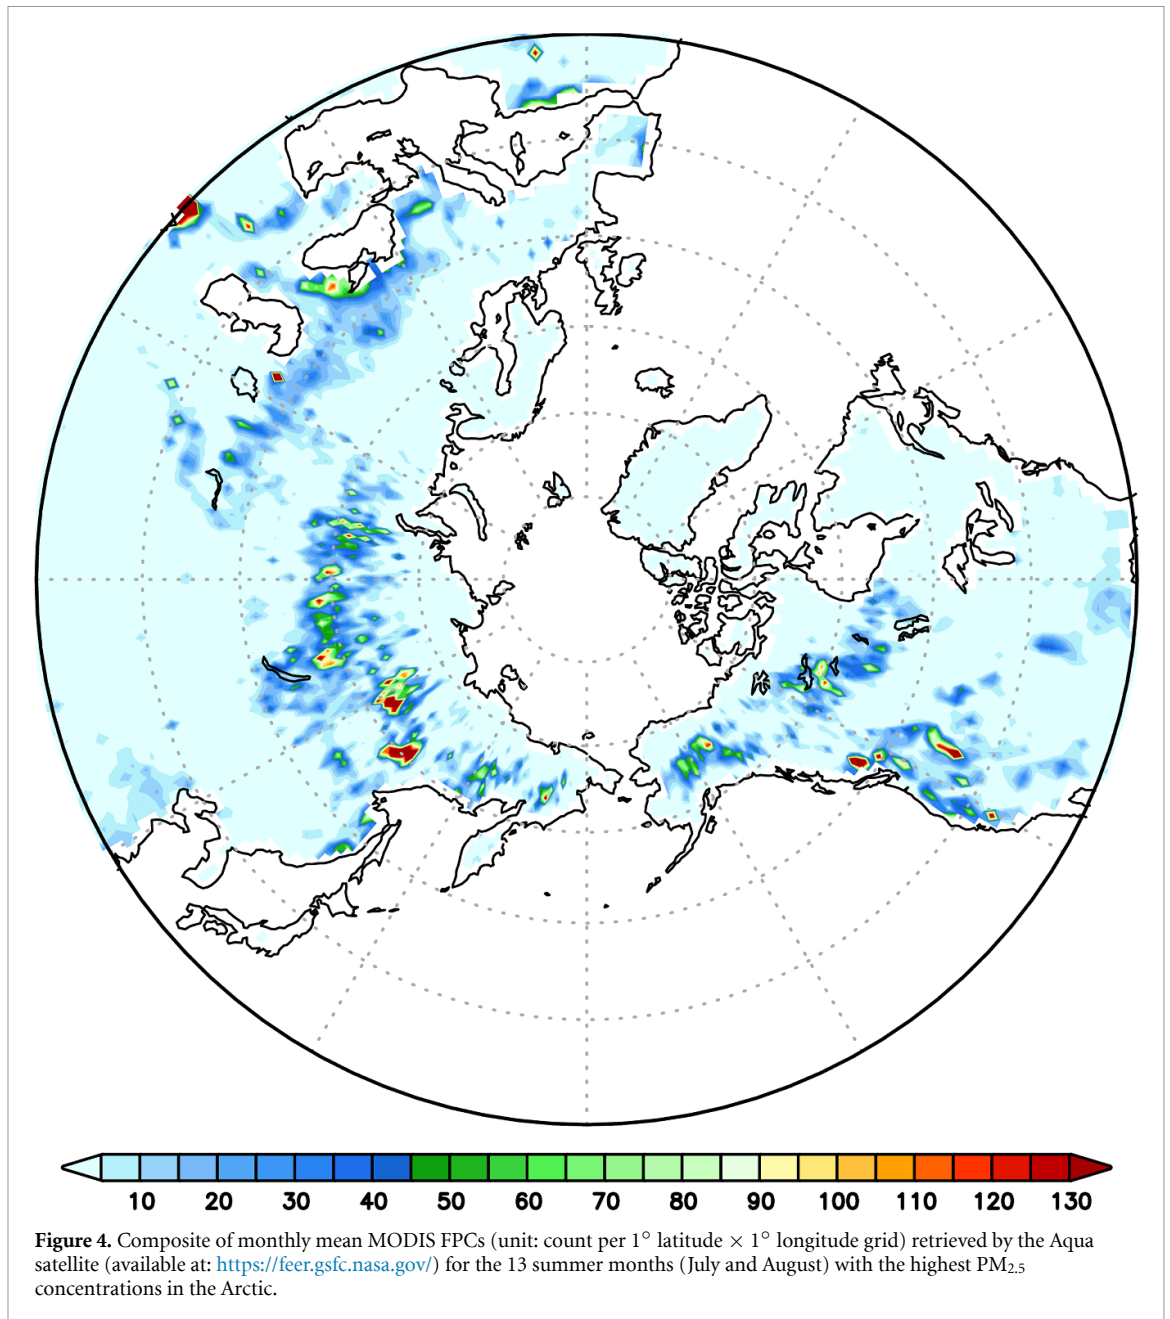 10 20 30 40 50 60 70 80 90 100 110 120 130
Figure 4. Composite of monthly mean MODIS FPCs (unit: count per 1° latitude × 1° longitude grid) retrieved by the Aqua
satellite (available at: https://feer.gsfc.nasa.gov/) for the 13 summer months (July and August) with the highest PM2.5
concentrations in the Arctic.